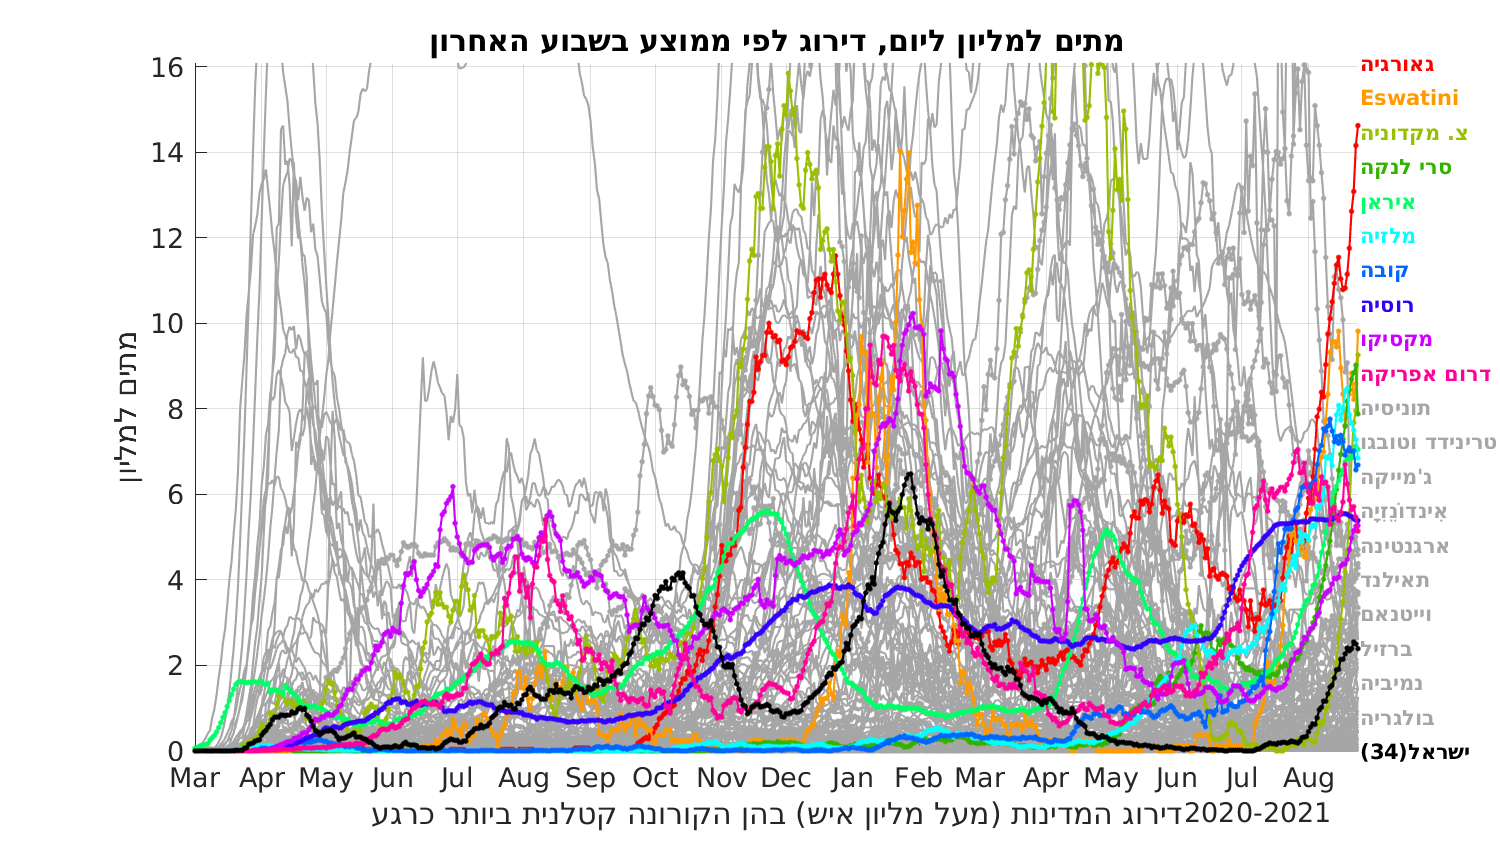 מתים למליון ליום, דירוג לפי ממוצע בשבוע האחרון
מתים למליון
16
14
12
10
8
6
4
2
0
Mar Apr May Jun Jul Aug Sep Oct Nov Dec Jan Feb Mar Apr May Jun Jul Aug
דירוג המדינות (מעל מליון איש) בהן הקורונה קטלנית ביותר כרגע2020-2021
גאורגיה
Eswatini
צ. מקדוניה
סרי לנקה
איראן
מלזיה
קובה
רוסיה
מקסיקו
דרום אפריקה
תוניסיה
טרינידד וטובגו
ג'מייקה
אִינדוֹנֵזִיָה
ארגנטינה
תאילנד
וייטנאם
ברזיל
נמיביה
בולגריה
ישראל(34)